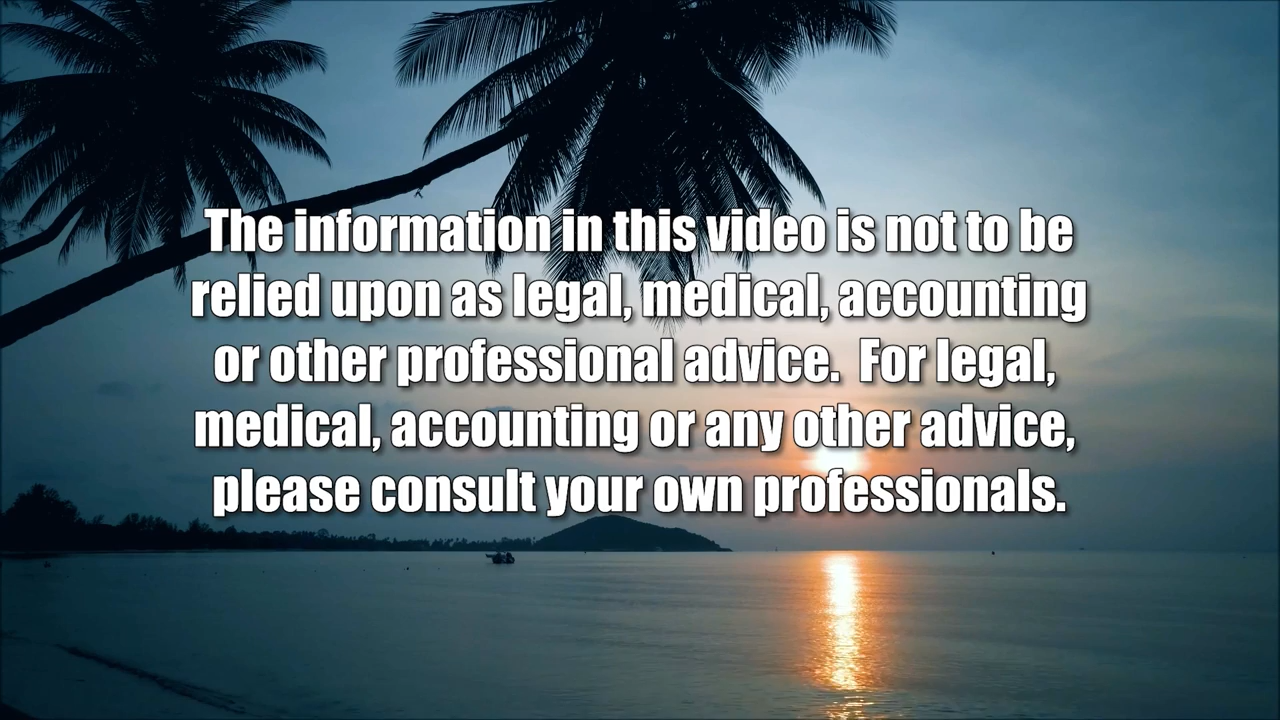 The information in this video is not to be
relied upon as legal, medical, accounting
or other professional advice.  For legal,
medical, accounting or any other advice,
please consult your own professionals.